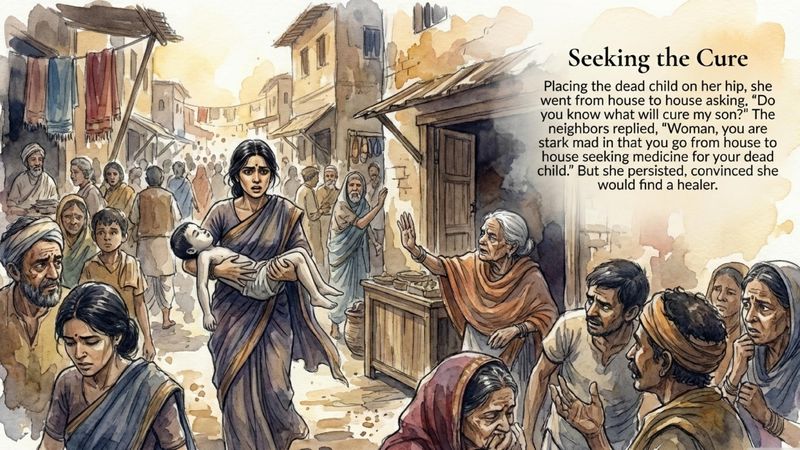 Seeking the Cure
Placing the dead child on her hip, she
went from house to house asking, “Do
you know what will cure my son?” The
neighbors replied, “Woman, you are
stark mad in that you go from house to
house seeking medicine for your dead
child.” But she persisted, convinced she
would find a healer.